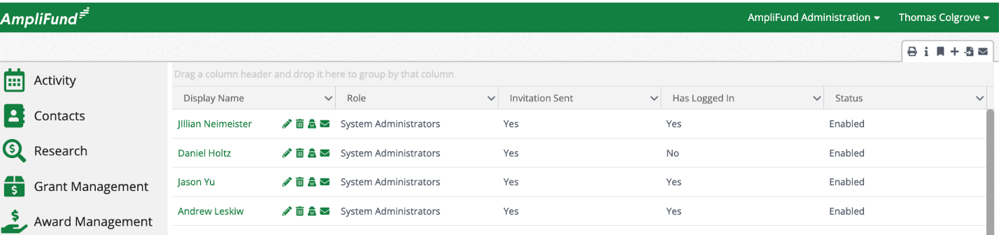 AmpliFund
AmpliFund Administration Thomas Colgrove
Drag a column header and drop it here to group by that column
Display Name Role Invitation Sent Has Logged In Status
JIllian Neimeister System Administrators Yes Yes Enabled
Daniel Holtz System Administrators Yes No Enabled
Jason Yu System Administrators Yes Yes Enabled
Andrew Leskiw System Administrators Yes Yes Enabled
Activity
Contacts
Research
Grant Management
Award Management